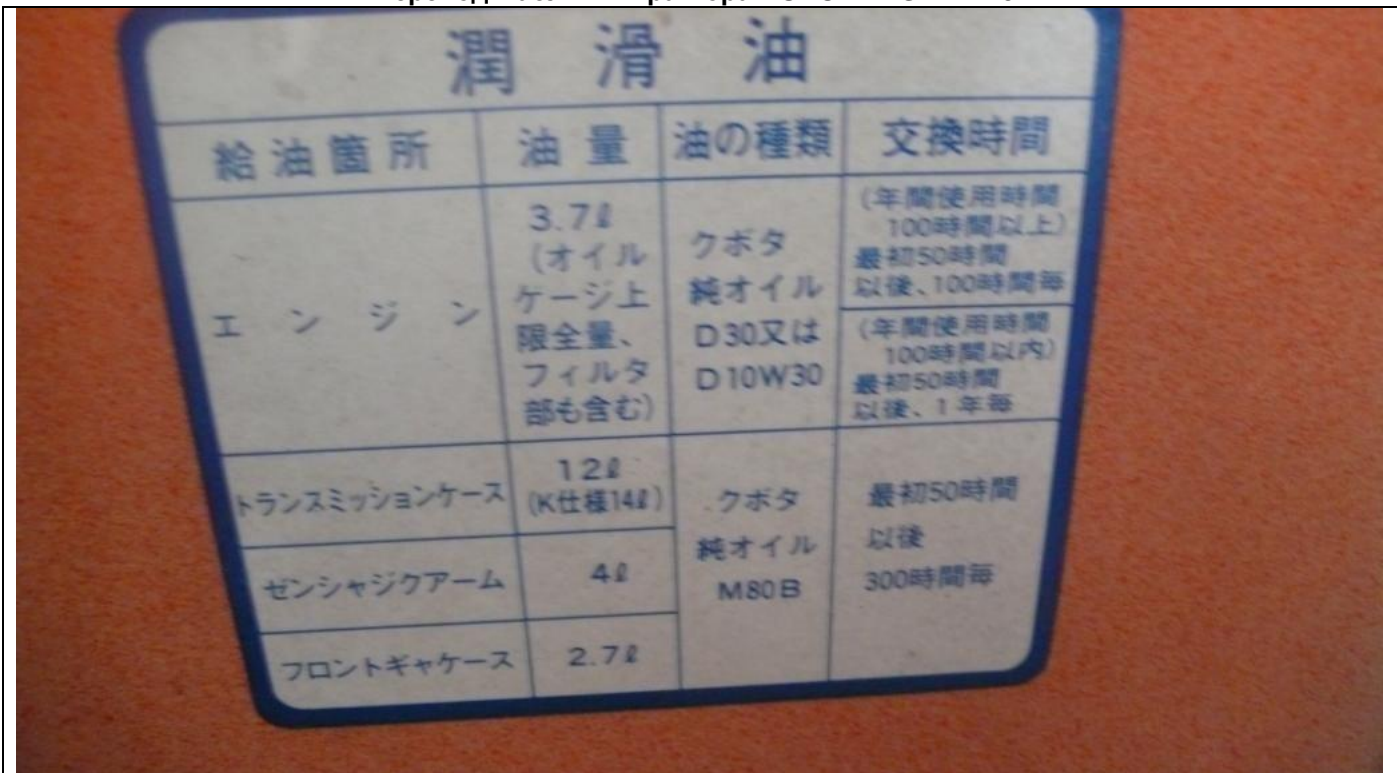 潤滑油
給油箇所 油量 油の種類 交換時間
エンジン
3.7ℓ
(オイル
ケージ上
限全量、
フィルタ
部も含む)
クボタ
純オイル
D30又は
D10W30
(年間使用時間
100時間以上)
最初50時間
以後、100時間毎
(年間使用時間
100時間以内)
最初50時間
以後、1年毎
トランスミッションケース
12ℓ
(K仕様14ℓ)
ゼンシャジクアーム
4ℓ
フロントギャケース
2.7ℓ
クボタ
純オイル
M80B
最初50時間
以後
300時間毎